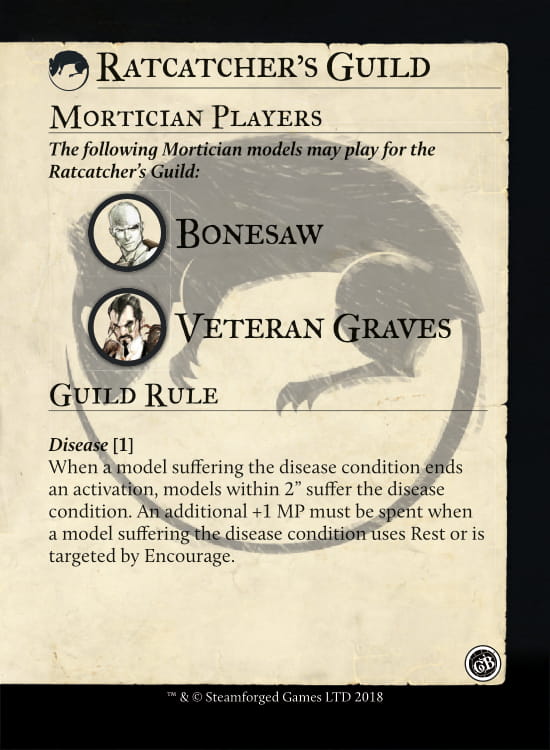 Ratcatcher's Guild
Mortician Players
The following Mortician models may play for the
Ratcatcher's Guild:
Bonesaw
Veteran Graves
Guild Rule
Disease [1]
When a model suffering the disease condition ends
an activation, models within 2” suffer the disease
condition. An additional +1 MP must be spent when
a model suffering the disease condition uses Rest or is
targeted by Encourage.
GB
™ & © Steamforged Games LTD 2018